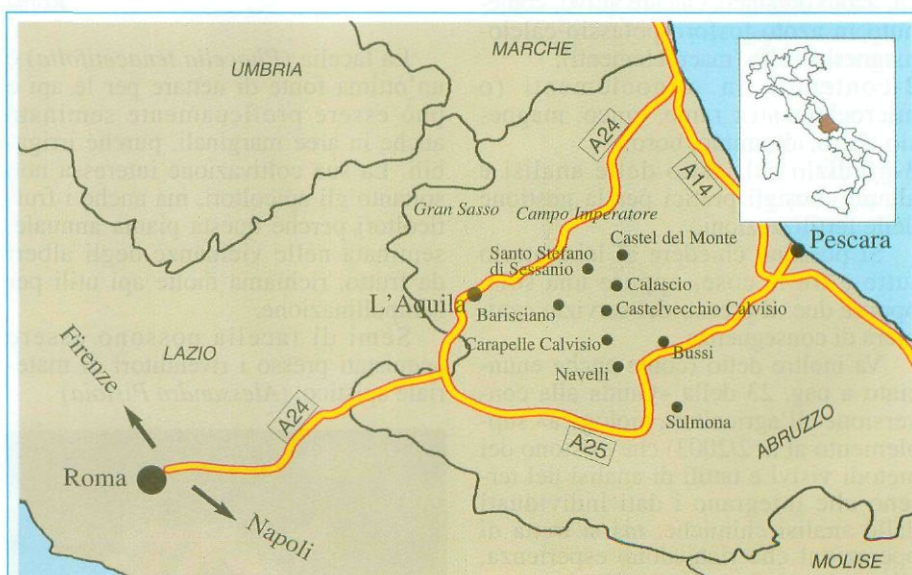 MARCHE
UMBRIA
A24
A14
Gran Sasso
Campo Imperatore
Castel del Monte
Pescara
Santo Stefano
di Sessanio
L'Aquila
Calascio
Barisciano
Castelvecchio Calvisio
Firenze
LAZIO
Carapelle Calvisio
Bussi
Navelli
A24
Sulmona
A25
ABRUZZO
Roma
Napoli
MOLISE